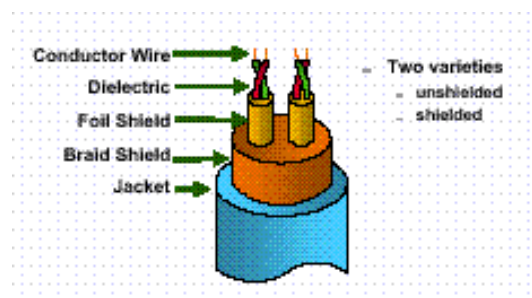 Conductor Wire
Dielectric
Foil Shield
Braid Shield
Jacket
Two varieties
unshielded
shielded